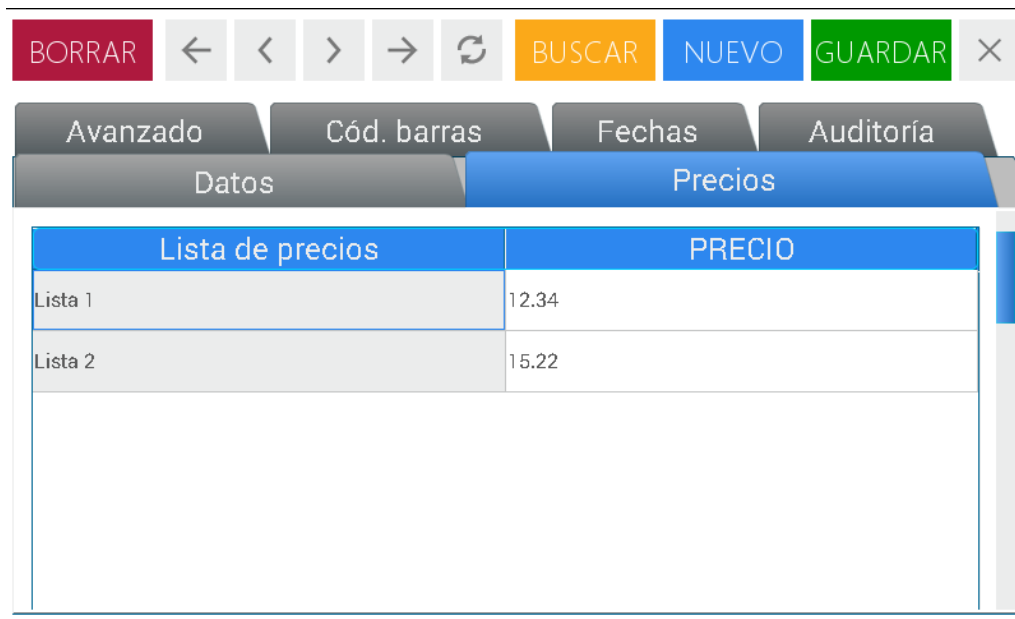 BORRAR BUSCAR NUEVO GUARDAR
Avanzado Cód. barras Fechas Auditoría
Datos Precios
Lista de precios PRECIO
Lista 1 12.34
Lista 2 15.22